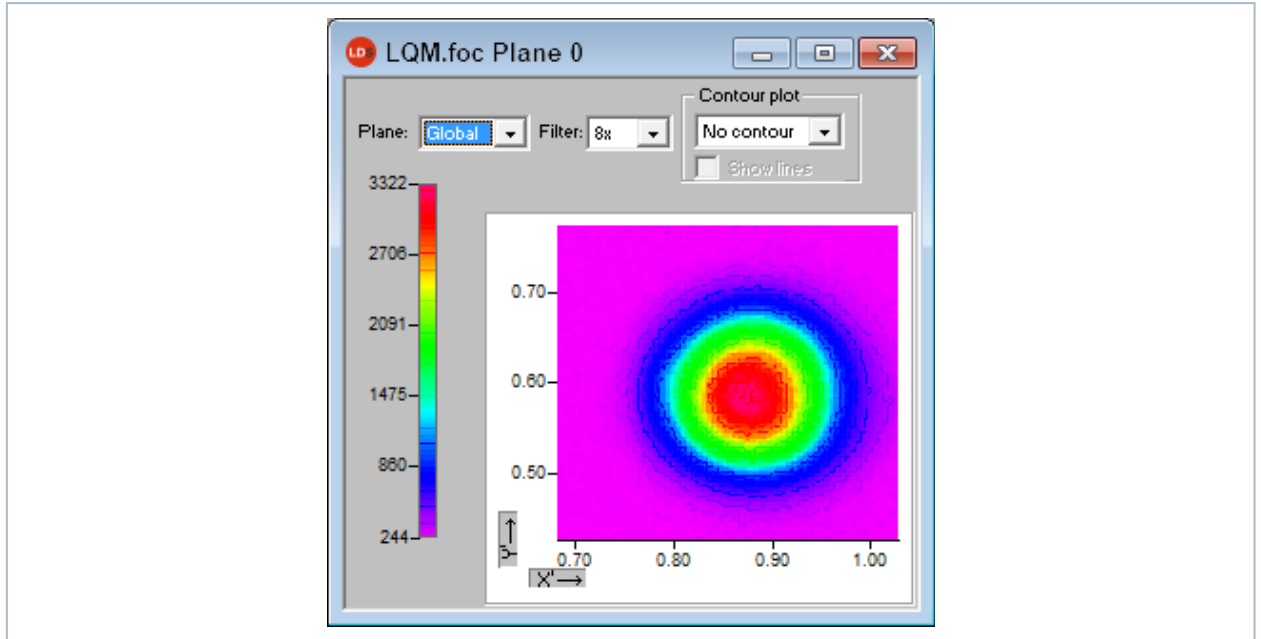 LDS LQM.foc Plane 0
Contour plot
Plane: Global Filter: 8x No contour
Show lines
3322
2706
2091
1475
860
244
0.70
0.60
0.50
Y'
0.70 0.80 0.90 1.00
X'